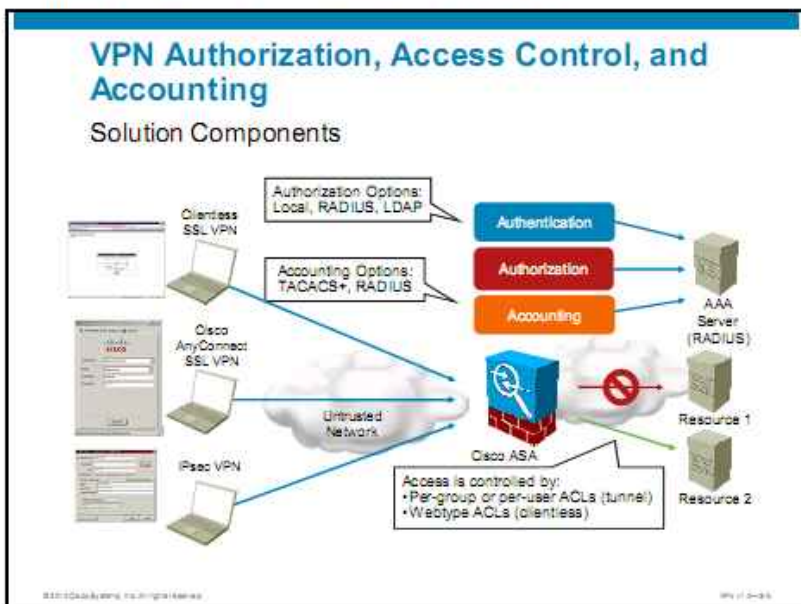 VPN Authorization, Access Control, and
Accounting
Solution Components
Authorization Options:
Local, RADIUS, LDAP
Clientless
SSL VPN
Authentication
Accounting Options:
TACACS+, RADIUS
Authorization
Accounting
AAA
Server
(RADIUS)
Cisco
AnyConnect
SSL VPN
CISCO
Untrusted
Network
Cisco ASA
Resource 1
IPsec VPN
Access is controlled by:
•Per-group or per-user ACLs (tunnel)
•Webtype ACLs (clientless)
Resource 2